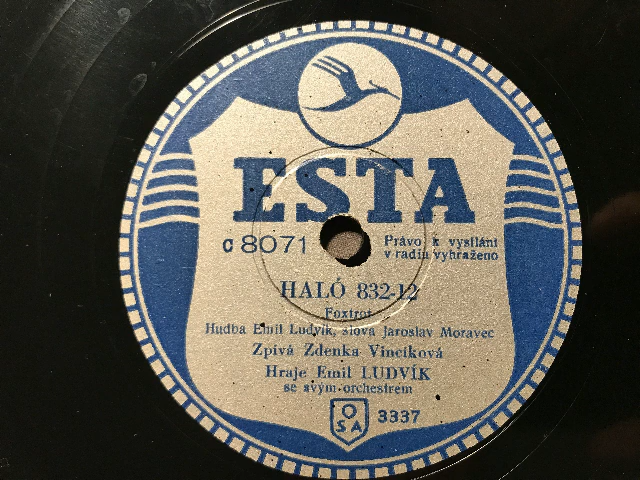 ESTA
C 8071
Právo k vysílání
v radiu vyhraženo
HALÓ 832-12
Foxtrot
Hudba Emil Ludvík, slova Jaroslav Moravec
Zpívá Zdenka Vincíková
Hraje Emil LUDVÍK
se svým orchestrem
OSA
3337